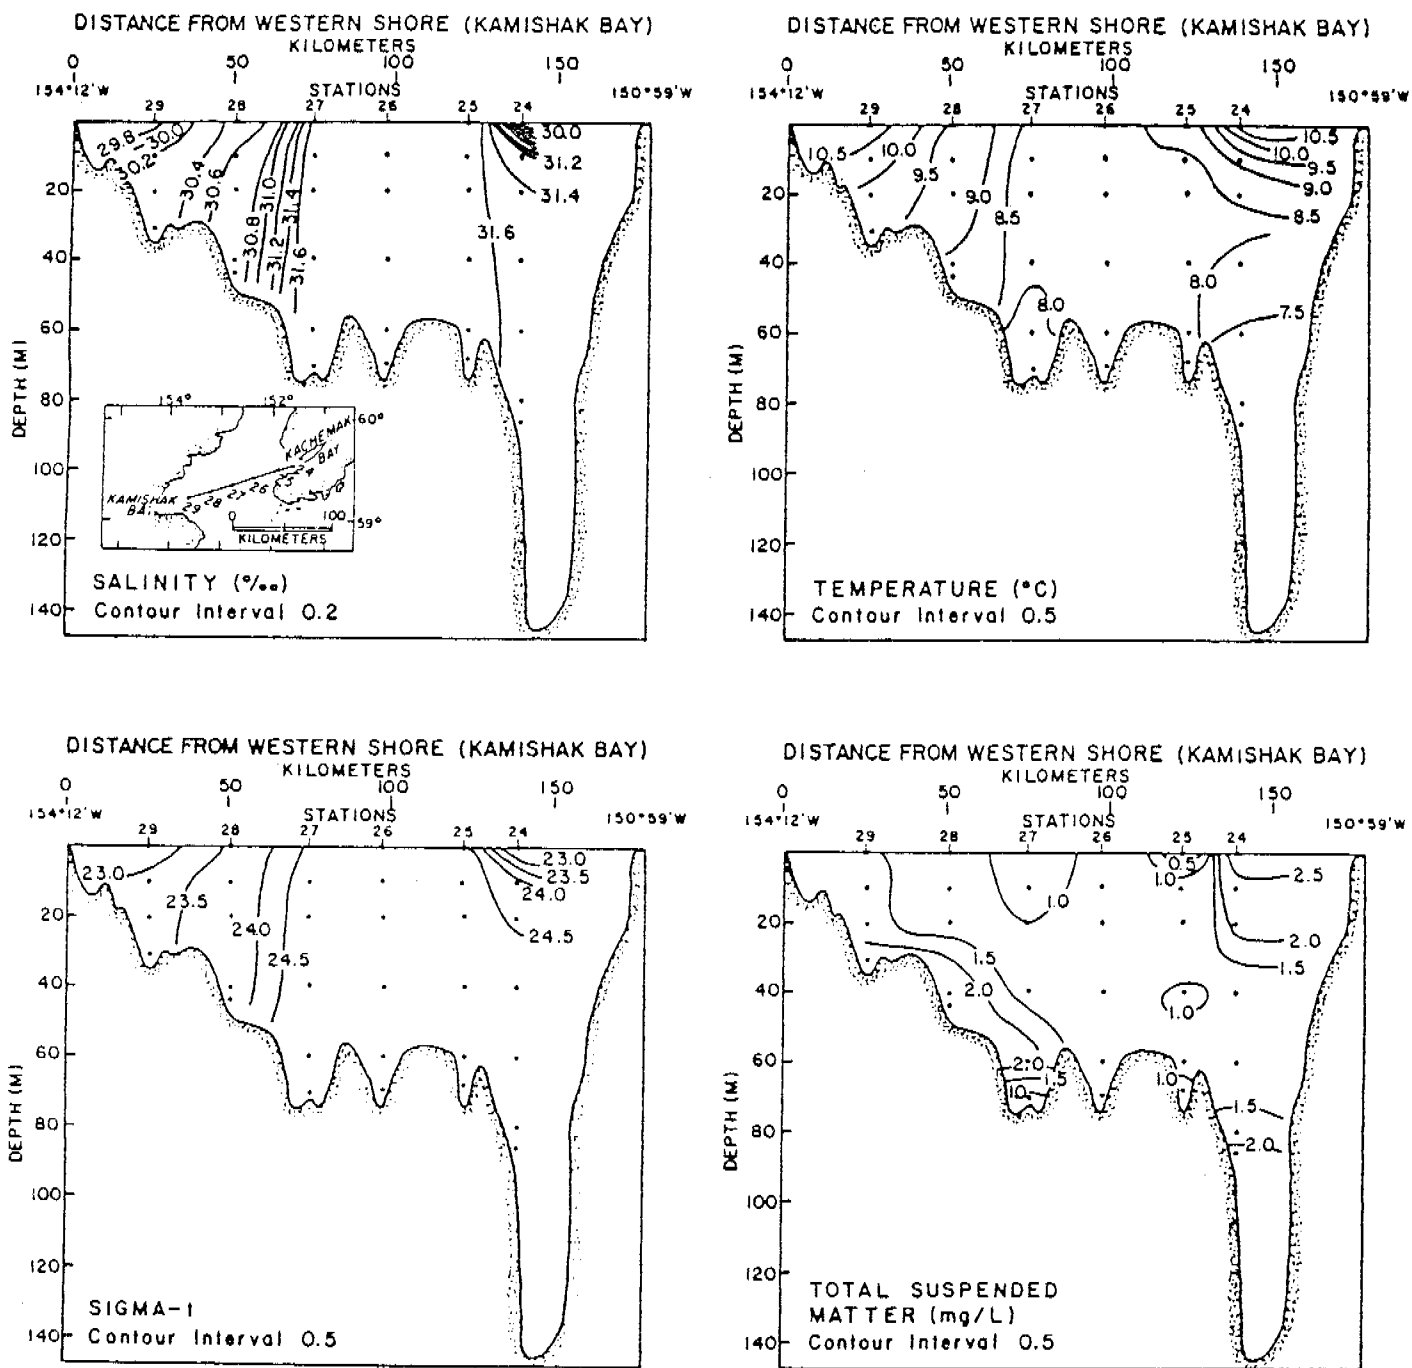 DISTANCE FROM WESTERN SHORE (KAMISHAK BAY)
KILOMETERS
0 50 100 150
154°12'W STATIONS 150°59'W
29 28 27 26 25 24
29.8 30.0 30.0
30.2 31.2
30.4 30.6 31.0 31.4 31.4
30.8 31.2 31.6 31.6
20
40
60
80
100
120
140
DEPTH (M)
154° 152°
60°
KACHEMAK
BAY
KAMISHAK
BAY
29 28 27 26 25 24
0 100
59°
KILOMETERS
SALINITY (‰)
Contour Interval 0.2
DISTANCE FROM WESTERN SHORE (KAMISHAK BAY)
KILOMETERS
0 50 100 150
154°12'W STATIONS 150°59'W
29 28 27 26 25 24
10.5 10.0 9.5 9.0 8.5
10.5
10.0
9.5
9.0
8.5
8.0 8.0
7.5
20
40
60
80
100
120
140
DEPTH (M)
TEMPERATURE (°C)
Contour Interval 0.5
DISTANCE FROM WESTERN SHORE (KAMISHAK BAY)
KILOMETERS
0 50 100 150
154°12'W STATIONS 150°59'W
29 28 27 26 25 24
23.0 23.5 24.0 24.5
23.0
23.5
24.0
24.5
20
40
60
80
100
120
140
DEPTH (M)
SIGMA-t
Contour Interval 0.5
DISTANCE FROM WESTERN SHORE (KAMISHAK BAY)
KILOMETERS
0 50 100 150
154°12'W STATIONS 150°59'W
29 28 27 26 25 24
0.5 2.5
1.0 1.0
2.0
1.5 1.5
2.0 1.0
2.0 1.0
1.5
1.0 1.5
2.0
20
40
60
80
100
120
140
DEPTH (M)
TOTAL SUSPENDED
MATTER (mg/L)
Contour Interval 0.5